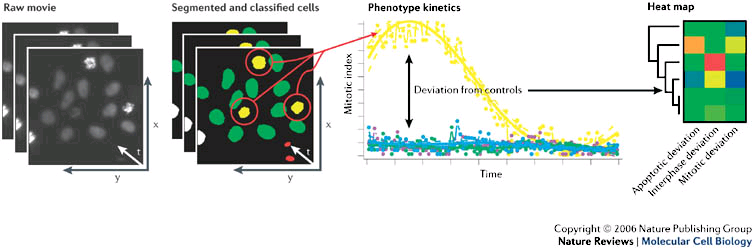 Raw movie
Segmented and classified cells
Phenotype kinetics
Heat map
x
y
t
x
y
t
Mitotic index
Deviation from controls
Time
Apoptotic deviation
Interphase deviation
Mitotic deviation
Copyright © 2006 Nature Publishing Group
Nature Reviews | Molecular Cell Biology